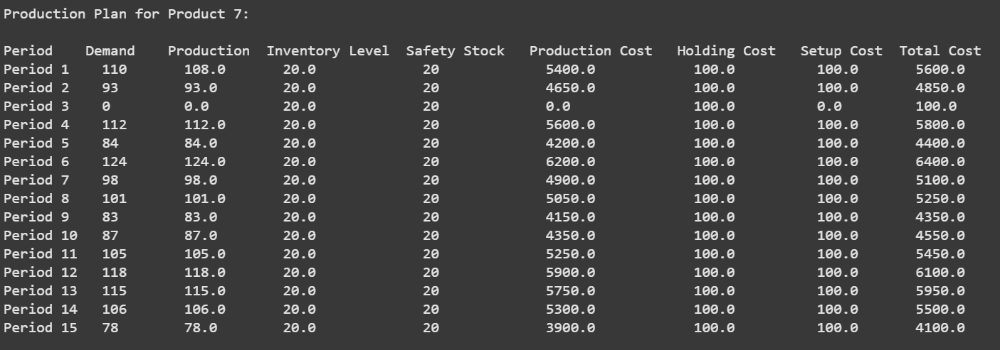 Production Plan for Product 7:
Period Demand Production Inventory Level Safety Stock Production Cost Holding Cost Setup Cost Total Cost
Period 1 110 108.0 20.0 20 5400.0 100.0 100.0 5600.0
Period 2 93 93.0 20.0 20 4650.0 100.0 100.0 4850.0
Period 3 0 0.0 20.0 20 0.0 100.0 0.0 100.0
Period 4 112 112.0 20.0 20 5600.0 100.0 100.0 5800.0
Period 5 84 84.0 20.0 20 4200.0 100.0 100.0 4400.0
Period 6 124 124.0 20.0 20 6200.0 100.0 100.0 6400.0
Period 7 98 98.0 20.0 20 4900.0 100.0 100.0 5100.0
Period 8 101 101.0 20.0 20 5050.0 100.0 100.0 5250.0
Period 9 83 83.0 20.0 20 4150.0 100.0 100.0 4350.0
Period 10 87 87.0 20.0 20 4350.0 100.0 100.0 4550.0
Period 11 105 105.0 20.0 20 5250.0 100.0 100.0 5450.0
Period 12 118 118.0 20.0 20 5900.0 100.0 100.0 6100.0
Period 13 115 115.0 20.0 20 5750.0 100.0 100.0 5950.0
Period 14 106 106.0 20.0 20 5300.0 100.0 100.0 5500.0
Period 15 78 78.0 20.0 20 3900.0 100.0 100.0 4100.0